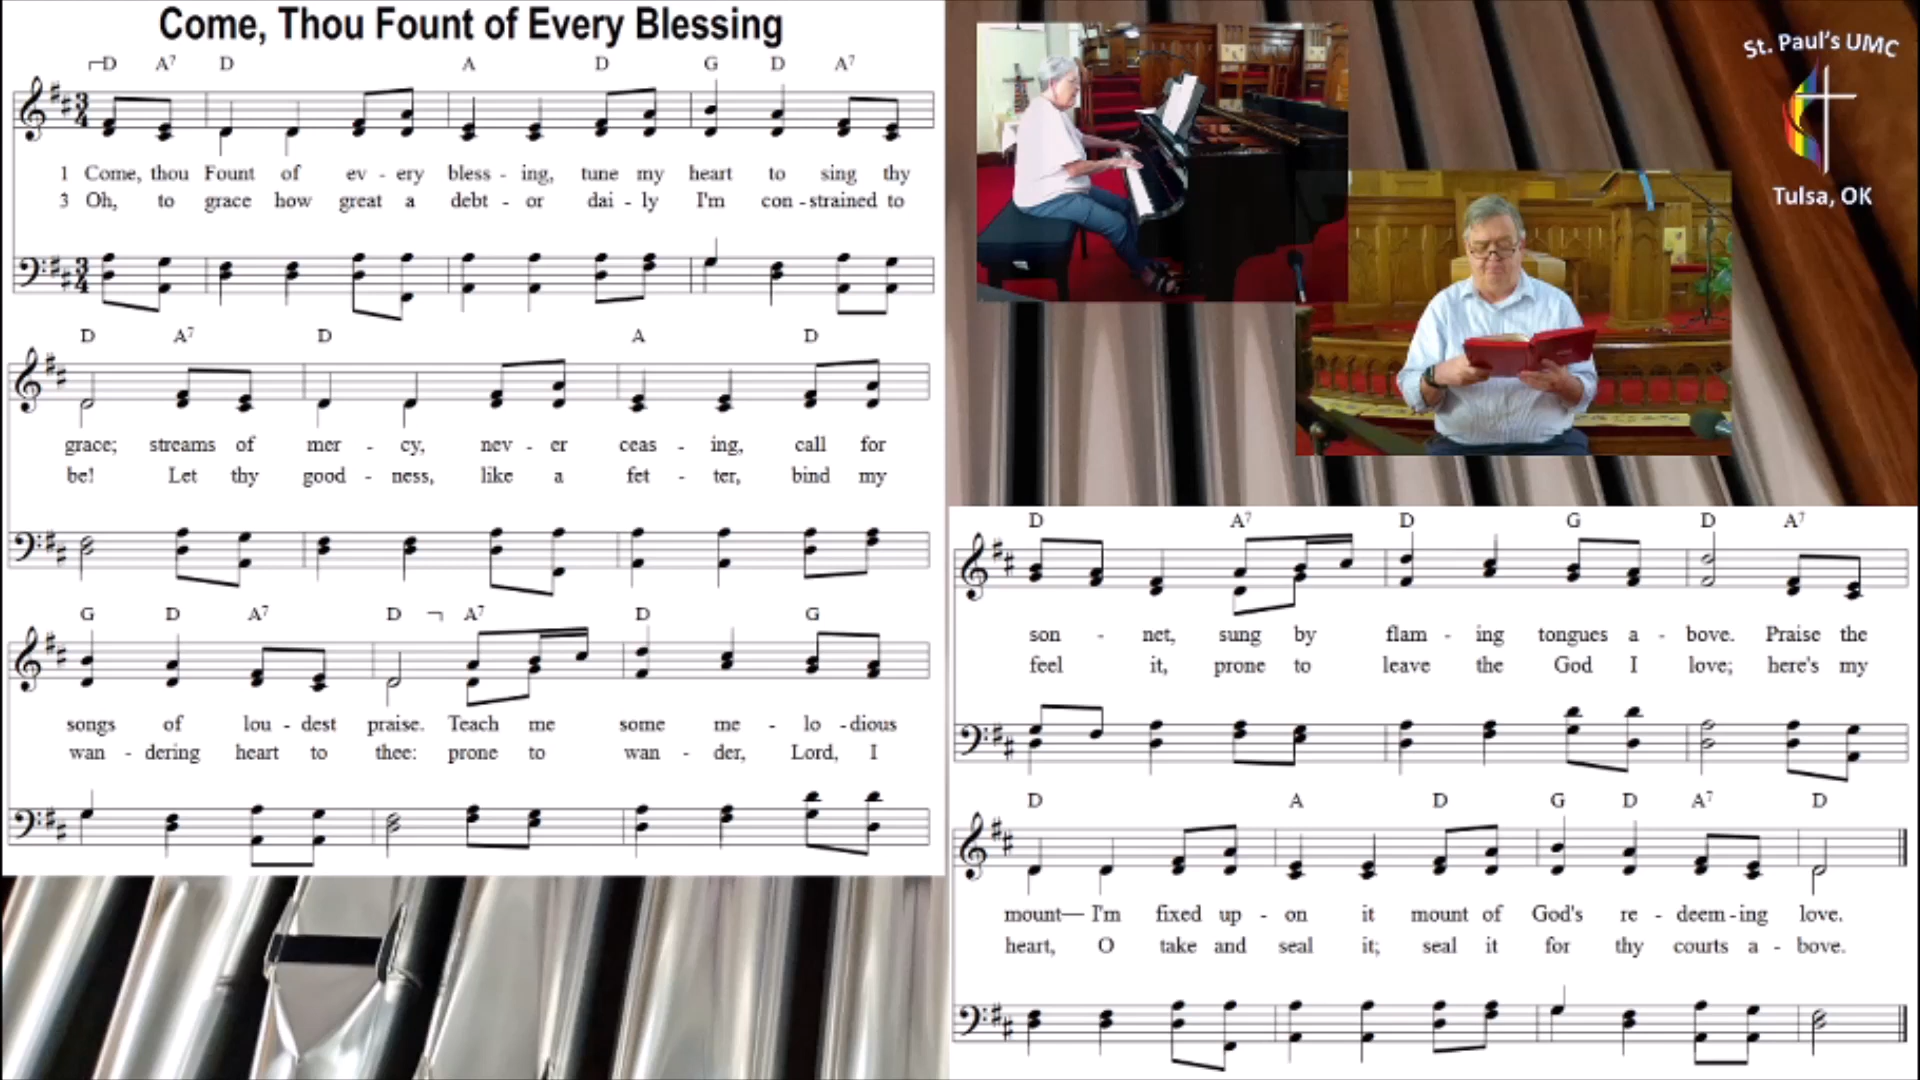 Come, Thou Fount of Every Blessing
D A7 D A D G D A7
3 4
1 Come, thou Fount of ev - ery bless - ing, tune my heart to sing thy
3 Oh, to grace how great a debt - or dai - ly I'm con - strained to
3 4
D A7 D A D
grace; streams of mer - cy, nev - er ceas - ing, call for
be! Let thy good - ness, like a fet - ter, bind my
G D A7 D A7 D G
songs of lou - dest praise. Teach me some me - lo - dious
wan - dering heart to thee: prone to wan - der, Lord, I
St. Paul's UMC
Tulsa, OK
D A7 D G D A7
son - net, sung by flam - ing tongues a - bove. Praise the
feel it, prone to leave the God I love; here's my
D A D G D A7 D
mount— I'm fixed up - on it mount of God's re - deem - ing love.
heart, O take and seal it; seal it for thy courts a - bove.